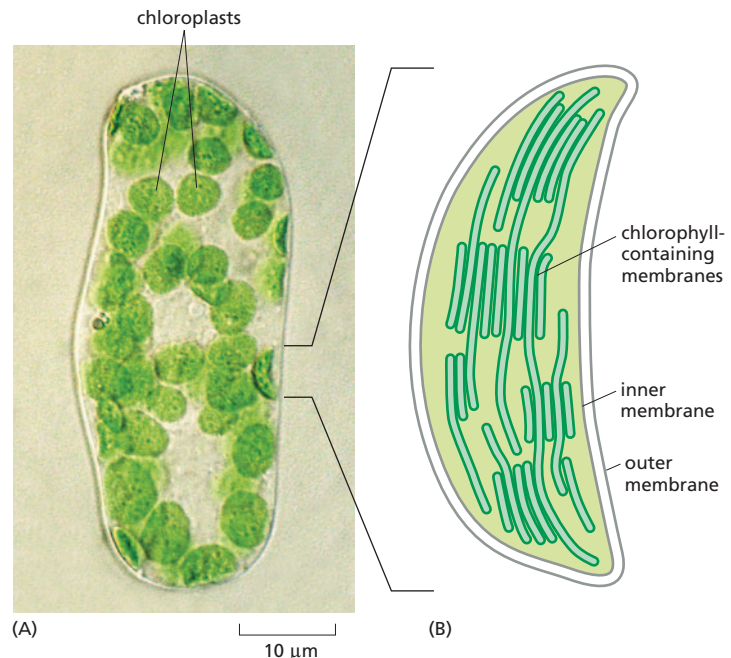 chloroplasts
chlorophyll-
containing
membranes
inner
membrane
outer
membrane
(A)
10 μm
(B)